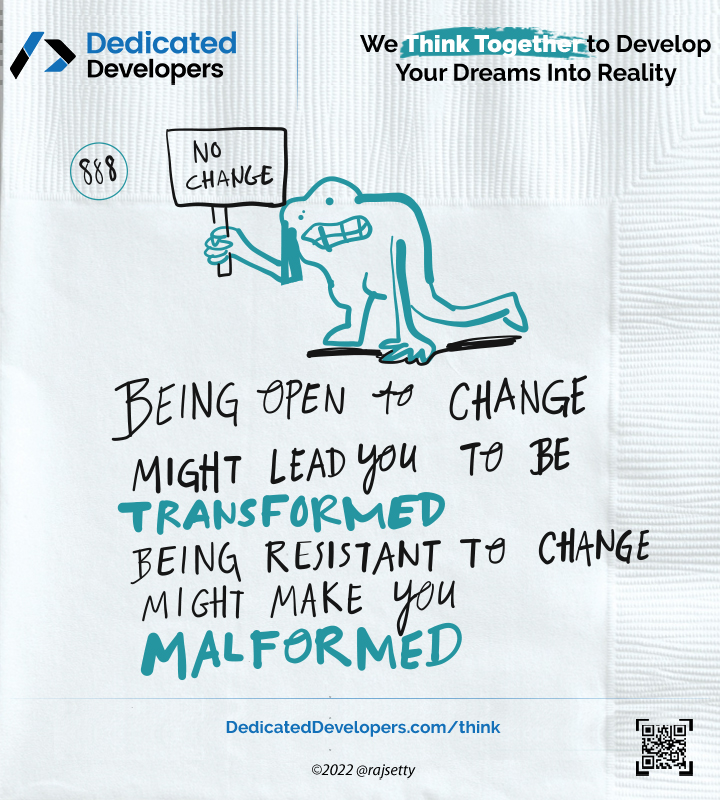 Dedicated
Developers
We Think Together to Develop
Your Dreams Into Reality
888
NO
CHANGE
BEING OPEN to CHANGE
MIGHT LEAD YOU TO BE
TRANSFORMED
BEING RESISTANT TO CHANGE
MIGHT MAKE YOU
MALFORMED
DedicatedDevelopers.com/think
©2022 @rajsetty